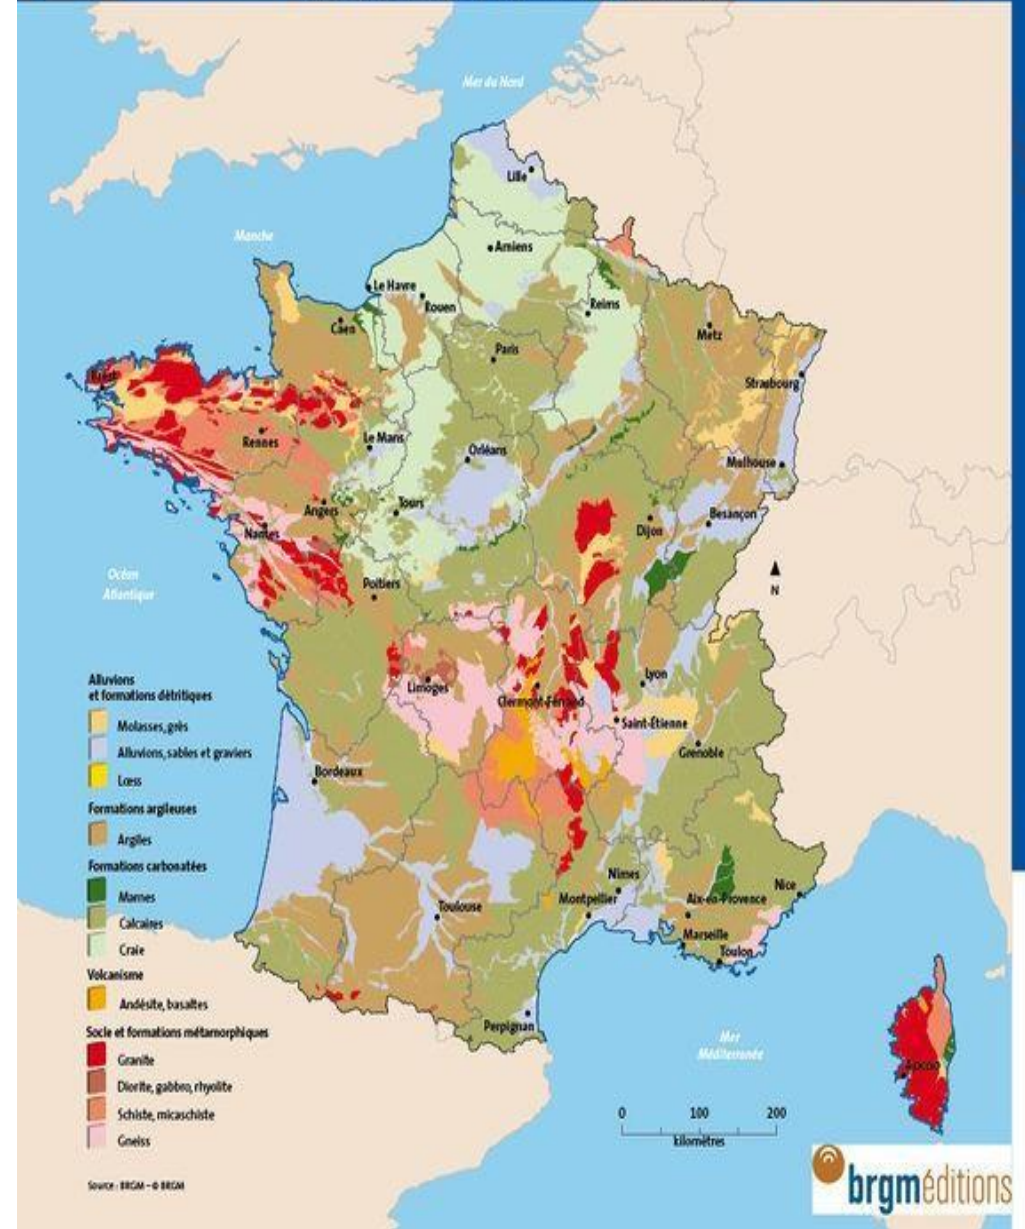 Mer du Nord
Lille
Manche
Amiens
Le Havre
Rouen
Reims
Caen
Metz
Paris
Strasbourg
Brest
Rennes
Le Mans
Orléans
Mulhouse
Angers
Tours
Dijon
Besançon
Nantes
Océan
Atlantique
Poitiers
N
Limoges
Lyon
Clermont-Ferrand
Saint-Étienne
Grenoble
Bordeaux
Nîmes
Nice
Montpellier
Aix-en-Provence
Toulouse
Marseille
Toulon
Perpignan
Mer
Méditerranée
Ajaccio
Alluvions
et formations détritiques
Molasses, grès
Alluvions, sables et graviers
Lœss
Formations argileuses
Argiles
Formations carbonatées
Marnes
Calcaires
Craie
Volcanisme
Andésite, basaltes
Socle et formations métamorphiques
Granite
Diorite, gabbro, rhyolite
Schiste, micaschiste
Gneiss
0 100 200
kilomètres
Source : BRGM - © BRGM
brgméditions